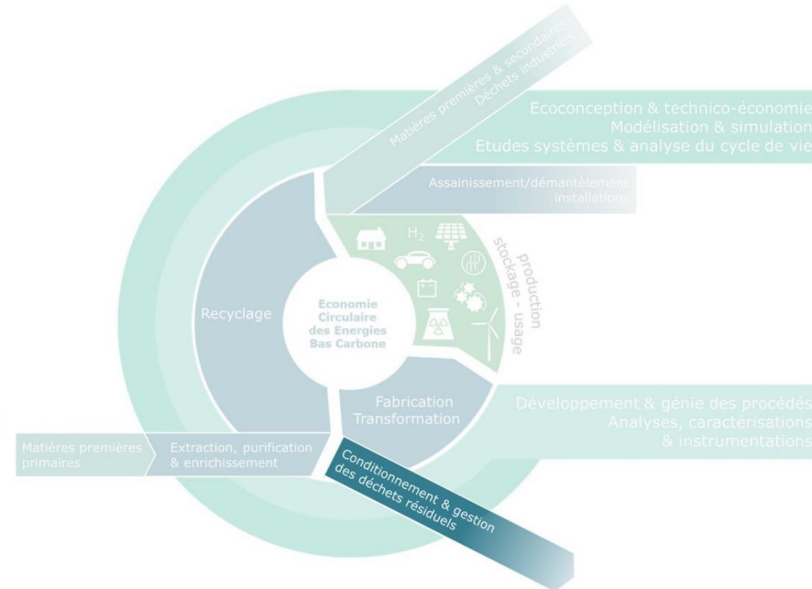 Matières premières & secondaires
Déchets industriels
Ecoconception & technico-économie
Modélisation & simulation
Etudes systèmes & analyse du cycle de vie
Assainissement/démantèlement
installations
H₂
production
stockage - usage
Recyclage
Economie
Circulaire
des Energies
Bas Carbone
Fabrication
Transformation
Développement & génie des procédés
Analyses, caractérisations
& instrumentations
Matières premières
primaires
Extraction, purification
& enrichissement
Conditionnement & gestion
des déchets résiduels